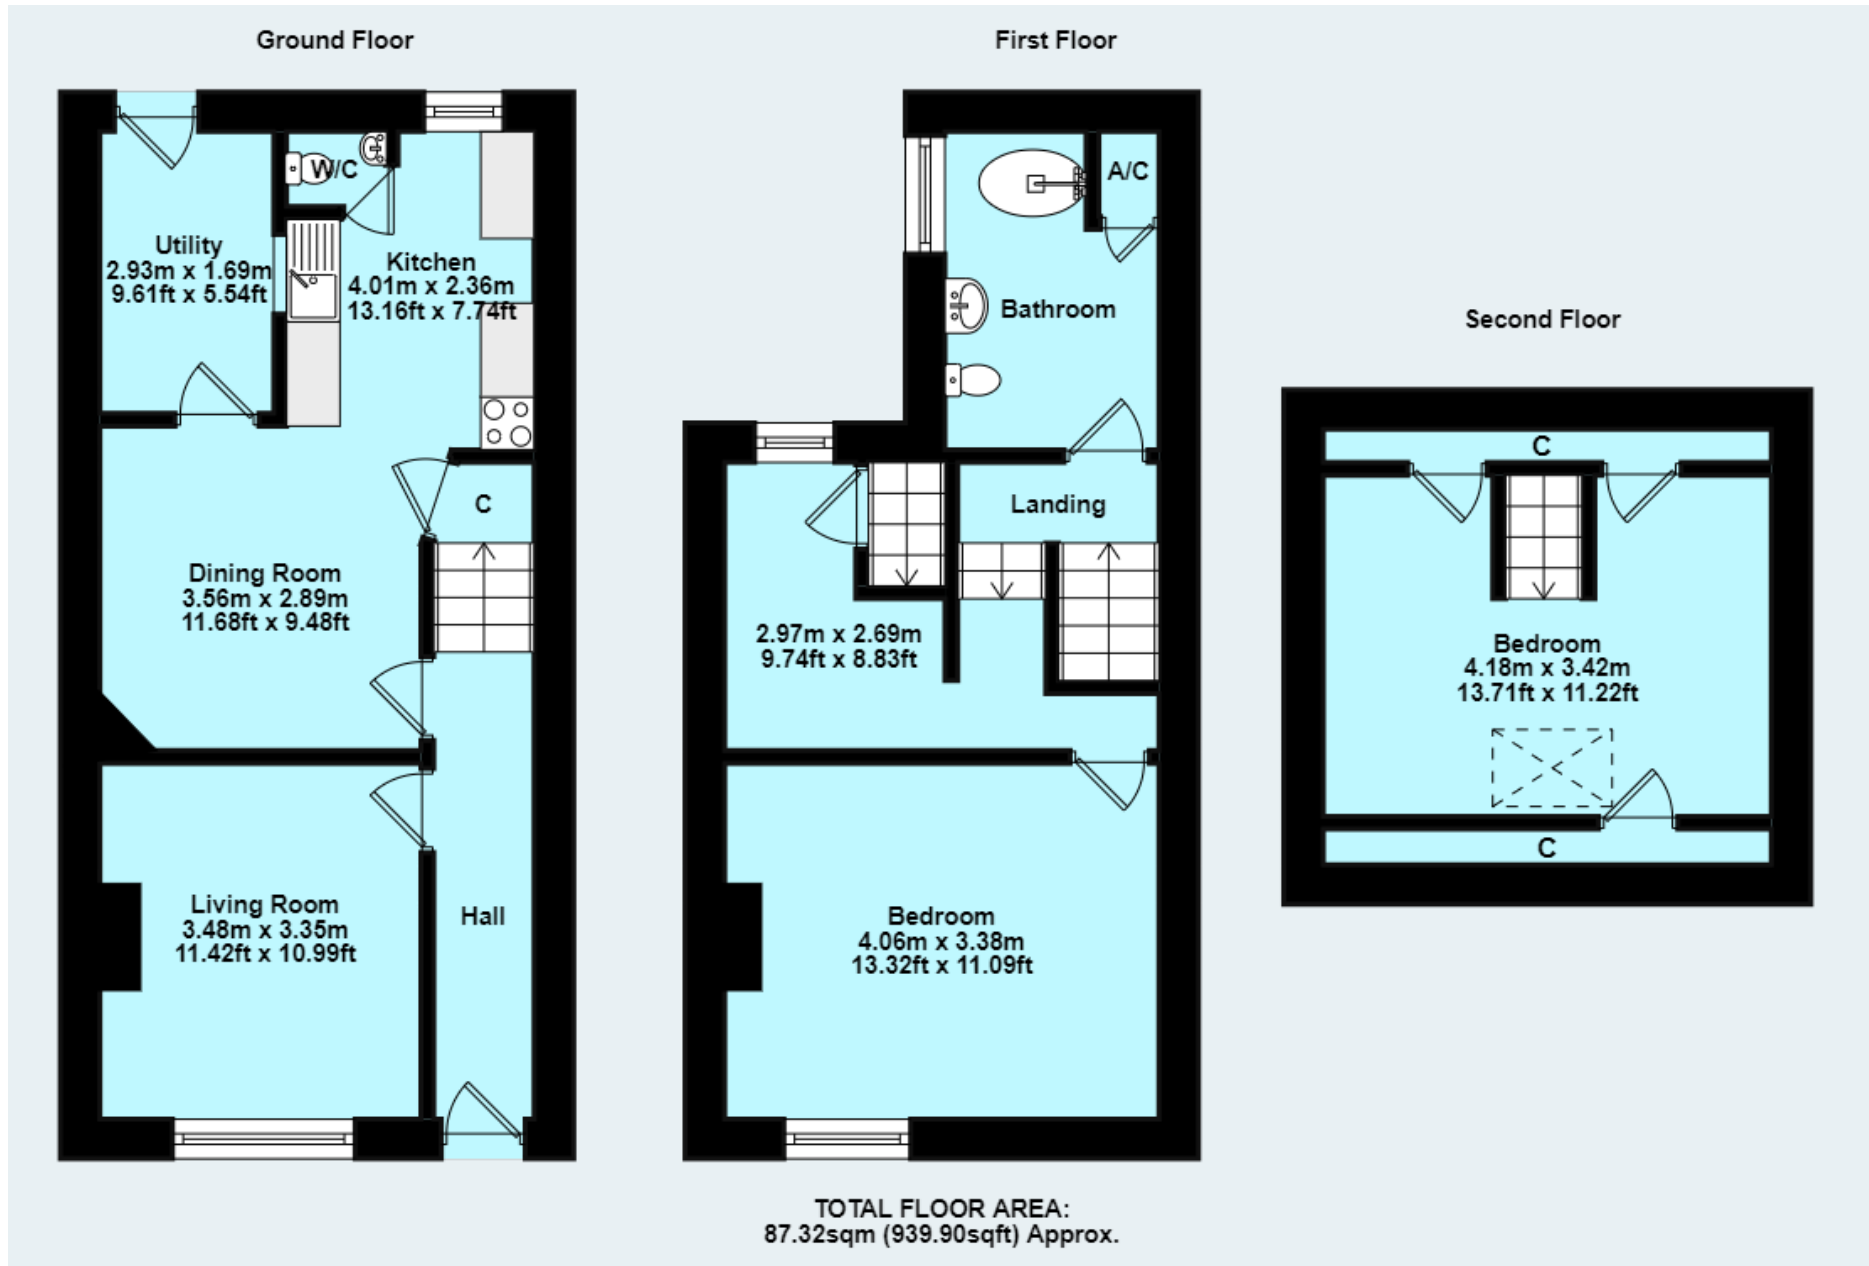 Ground Floor
First Floor
W/C
A/C
Utility
2.93m x 1.69m
9.61ft x 5.54ft
Kitchen
4.01m x 2.36m
13.16ft x 7.74ft
Bathroom
Second Floor
C
C
Landing
Dining Room
3.56m x 2.89m
11.68ft x 9.48ft
2.97m x 2.69m
9.74ft x 8.83ft
Bedroom
4.18m x 3.42m
13.71ft x 11.22ft
C
Living Room
3.48m x 3.35m
11.42ft x 10.99ft
Hall
Bedroom
4.06m x 3.38m
13.32ft x 11.09ft
TOTAL FLOOR AREA:
87.32sqm (939.90sqft) Approx.